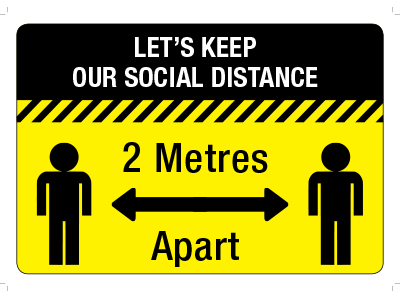 LET'S KEEP
OUR SOCIAL DISTANCE
2 Metres
Apart